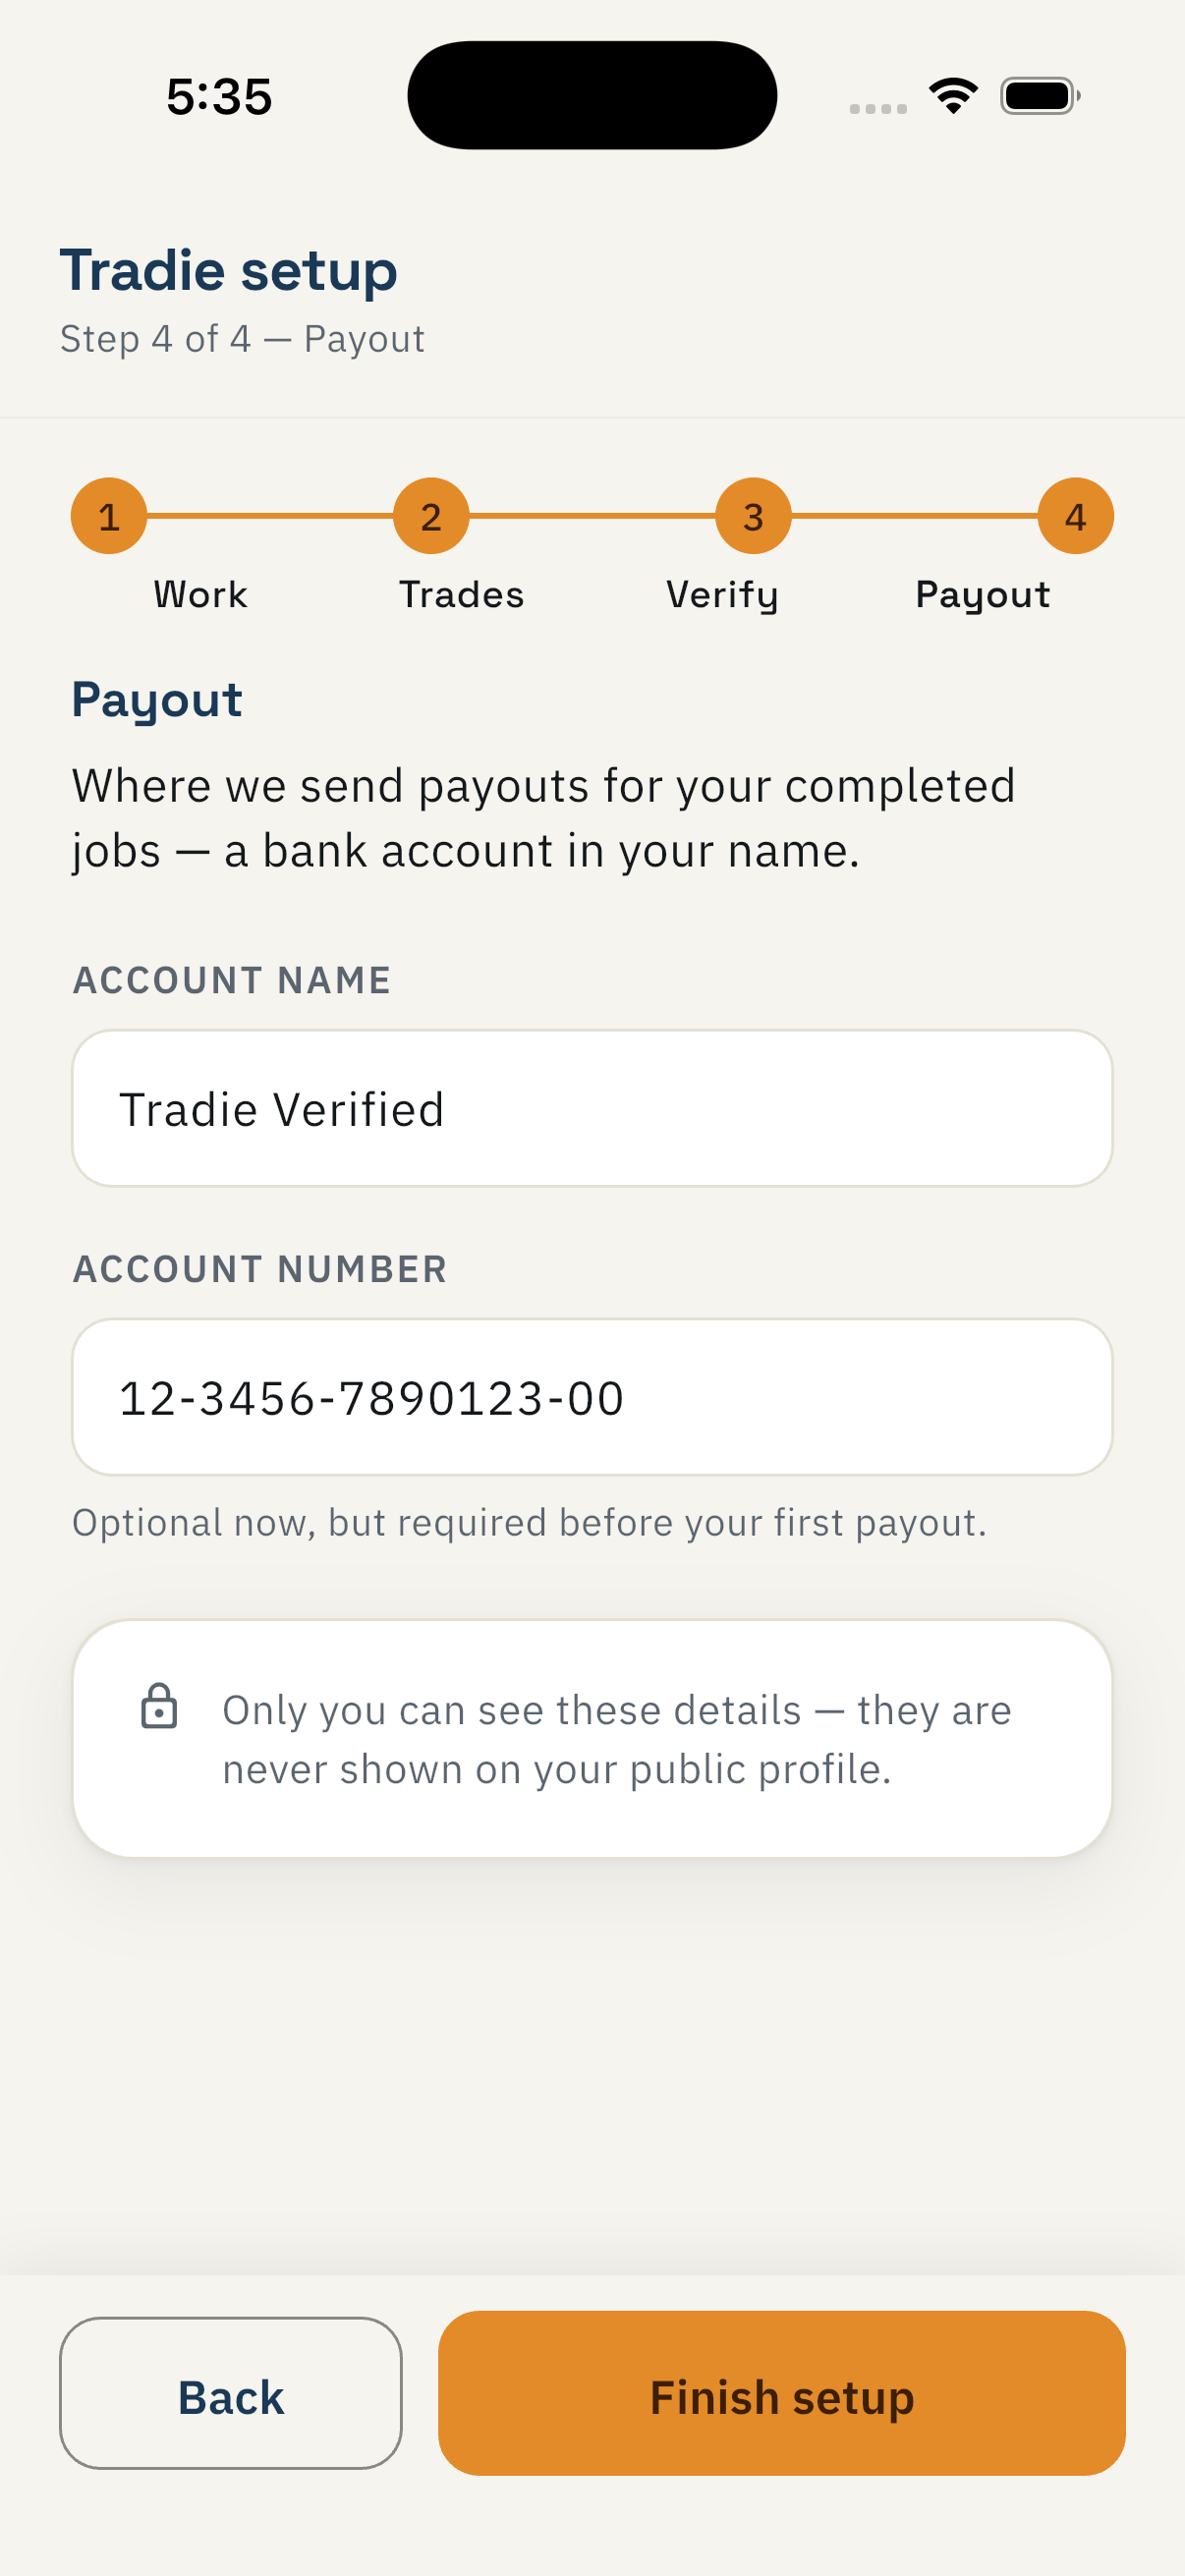 5:35
Tradie setup
Step 4 of 4 — Payout
1 2 3 4
Work Trades Verify Payout
Payout
Where we send payouts for your completed
jobs — a bank account in your name.
ACCOUNT NAME
Tradie Verified
ACCOUNT NUMBER
12-3456-7890123-00
Optional now, but required before your first payout.
Only you can see these details — they are
never shown on your public profile.
Back Finish setup